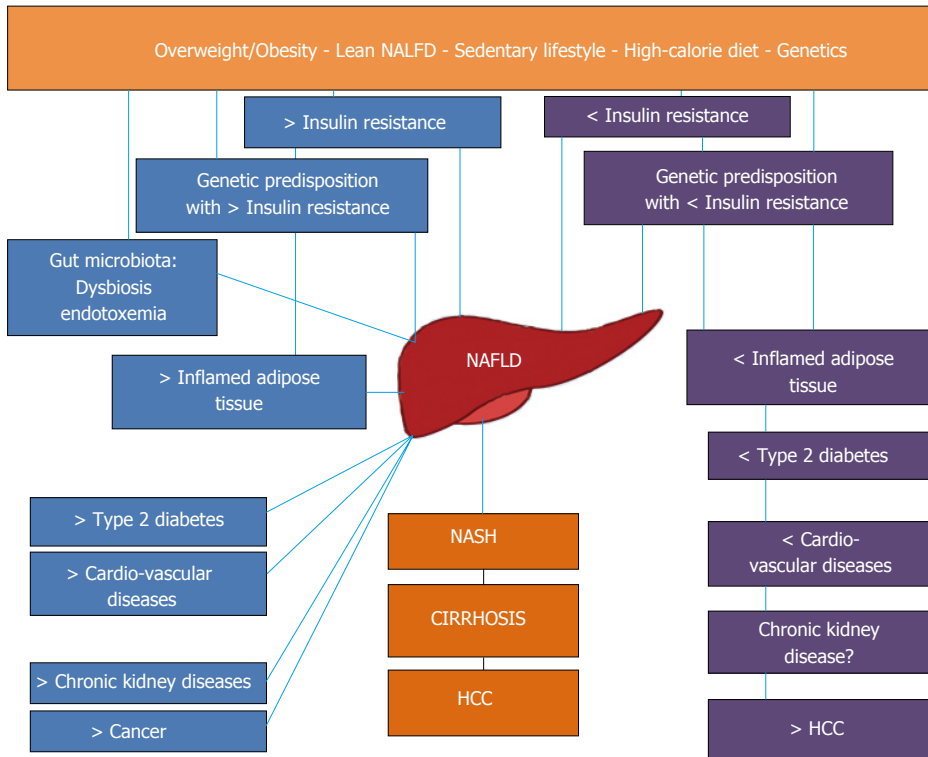 Overweight/Obesity - Lean NALFD - Sedentary lifestyle - High-calorie diet - Genetics
> Insulin resistance
< Insulin resistance
Genetic predisposition
with > Insulin resistance
Genetic predisposition
with < Insulin resistance
Gut microbiota:
Dysbiosis
endotoxemia
NAFLD
> Inflamed adipose
tissue
< Inflamed adipose
tissue
< Type 2 diabetes
> Type 2 diabetes
> Cardio-vascular
diseases
NASH
< Cardio-
vascular diseases
CIRRHOSIS
Chronic kidney
disease?
> Chronic kidney diseases
> Cancer
HCC
> HCC